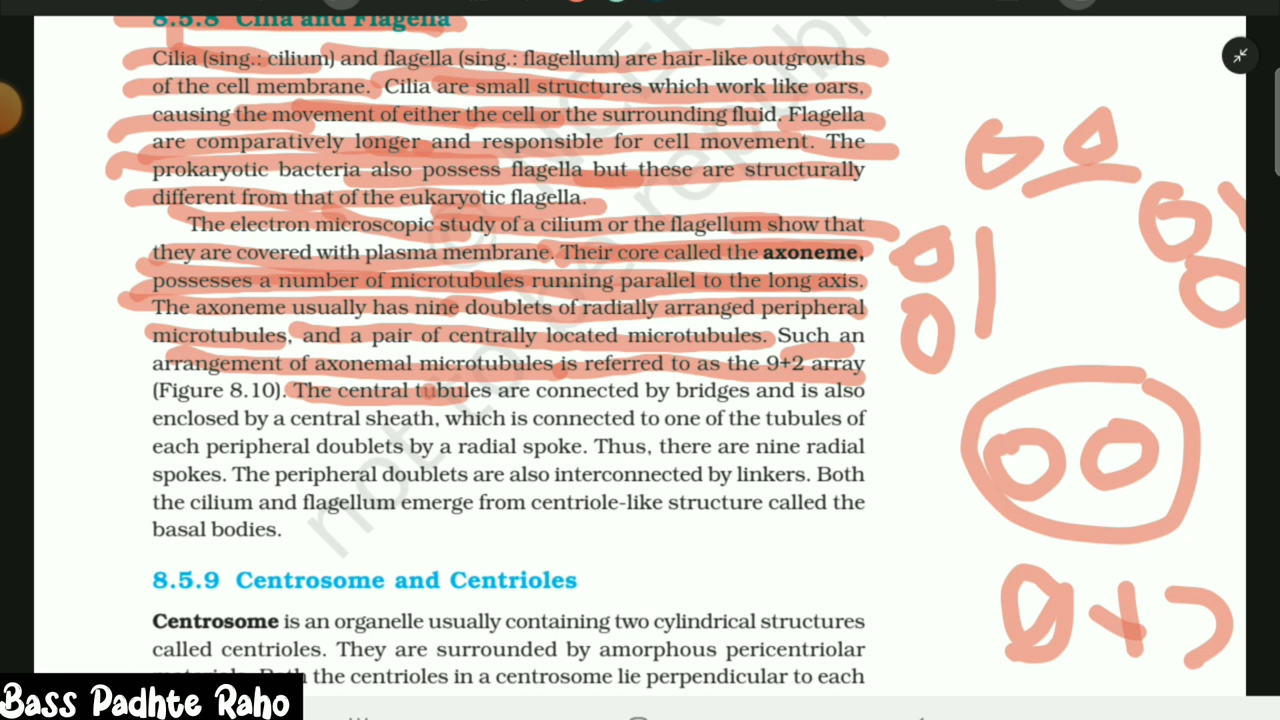 8.5.8 Cilia and Flagella
Cilia (sing.: cilium) and flagella (sing.: flagellum) are hair-like outgrowths
of the cell membrane. Cilia are small structures which work like oars,
causing the movement of either the cell or the surrounding fluid. Flagella
are comparatively longer and responsible for cell movement. The
prokaryotic bacteria also possess flagella but these are structurally
different from that of the eukaryotic flagella.
The electron microscopic study of a cilium or the flagellum show that
they are covered with plasma membrane. Their core called the axoneme,
possesses a number of microtubules running parallel to the long axis.
The axoneme usually has nine doublets of radially arranged peripheral
microtubules, and a pair of centrally located microtubules. Such an
arrangement of axonemal microtubules is referred to as the 9+2 array
(Figure 8.10). The central tubules are connected by bridges and is also
enclosed by a central sheath, which is connected to one of the tubules of
each peripheral doublets by a radial spoke. Thus, there are nine radial
spokes. The peripheral doublets are also interconnected by linkers. Both
the cilium and flagellum emerge from centriole-like structure called the
basal bodies.
8.5.9 Centrosome and Centrioles
Centrosome is an organelle usually containing two cylindrical structures
called centrioles. They are surrounded by amorphous pericentriolar
the centrioles in a centrosome lie perpendicular to each
Bass Padhte Raho